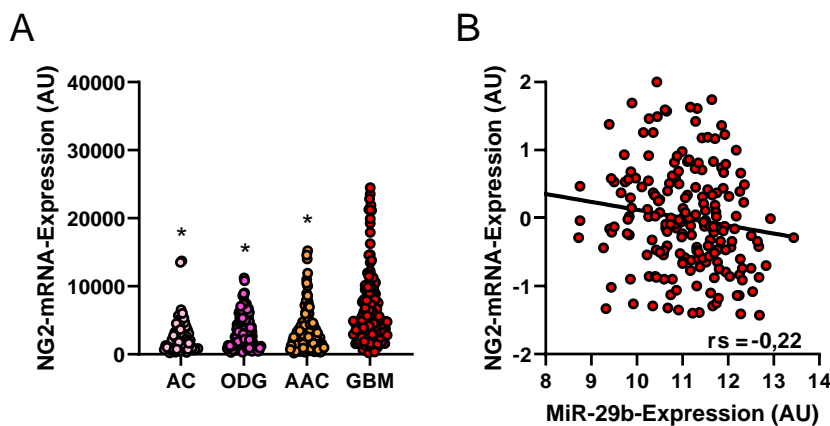 A
NG2-mRNA-Expression (AU)
40000
30000
20000
10000
0
*
*
*
AC
ODG
AAC
GBM
B
NG2-mRNA-Expression (AU)
2
1
0
-1
-2
rs = -0,22
8
9
10
11
12
13
14
MiR-29b-Expression (AU)